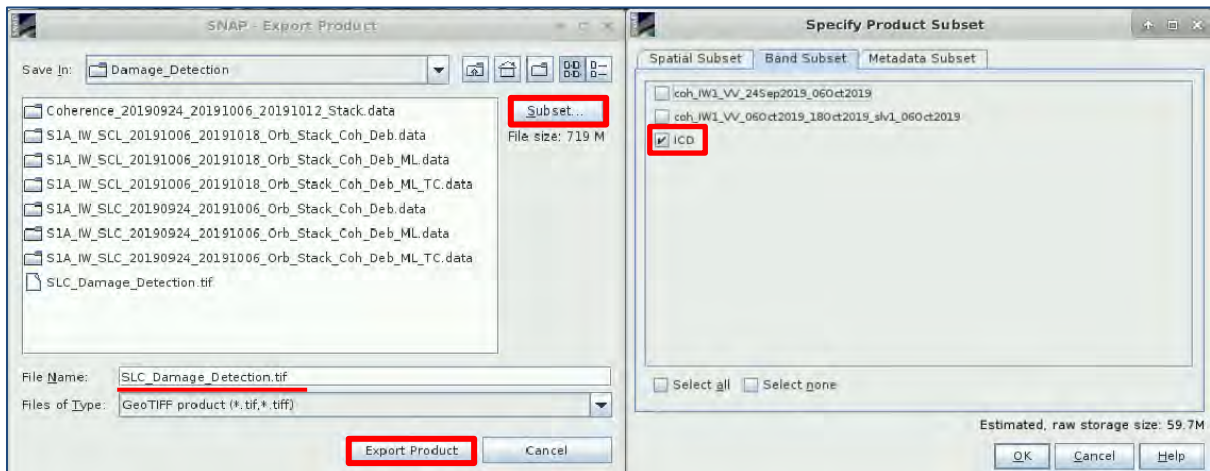 SNAP - Export Product
Save In: Damage_Detection
Coherence_20190924_20191006_20191012_Stack.data
S1A_IW_SCL_20191006_20191018_Orb_Stack_Coh_Deb.data
S1A_IW_SCL_20191006_20191018_Orb_Stack_Coh_Deb_ML.data
S1A_IW_SCL_20191006_20191018_Orb_Stack_Coh_Deb_ML_TC.data
S1A_IW_SLC_20190924_20191006_Orb_Stack_Coh_Deb.data
S1A_IW_SLC_20190924_20191006_Orb_Stack_Coh_Deb_ML.data
S1A_IW_SLC_20190924_20191006_Orb_Stack_Coh_Deb_ML_TC.data
SLC_Damage_Detection.tif
Subset...
File size: 719 M
File Name: SLC_Damage_Detection.tif
Files of Type: GeoTIFF product (*.tif,*.tiff)
Export Product Cancel
Specify Product Subset
Spatial Subset Band Subset Metadata Subset
coh_IW1_VV_24Sep2019_06Oct2019
coh_IW1_VV_06Oct2019_18Oct2019_slv1_06Oct2019
ICD
Select all Select none
Estimated, raw storage size: 59.7M
OK Cancel Help